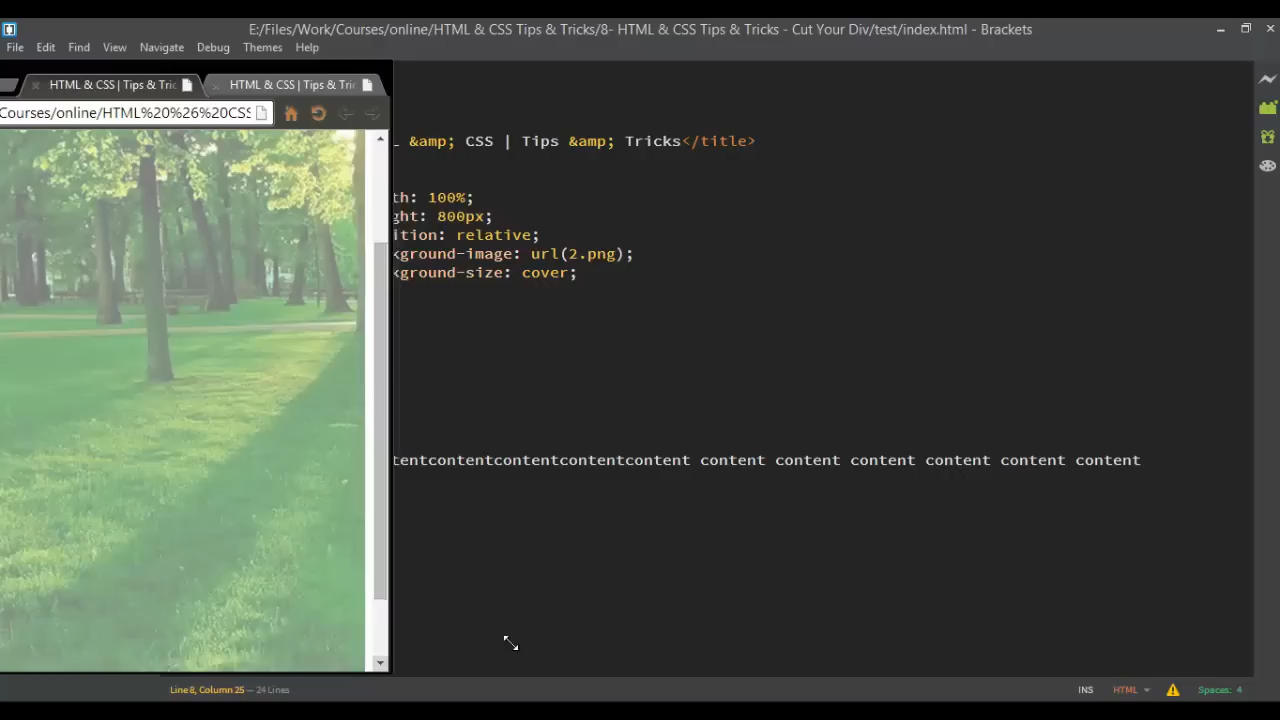 E:/Files/Work/Courses/online/HTML & CSS Tips & Tricks/8- HTML & CSS Tips & Tricks - Cut Your Div/test/index.html - Brackets
File Edit Find View Navigate Debug Themes Help
HTML & CSS | Tips & Tric HTML & CSS | Tips & Tri
Courses/online/HTML%20%26%20CSS
&amp; CSS | Tips &amp; Tricks</title>
th: 100%;
ght: 800px;
ition: relative;
kground-image: url(2.png);
kground-size: cover;
tentcontentcontentcontentcontent content content content content content content
Line 8, Column 25 — 24 Lines
INS HTML Spaces: 4